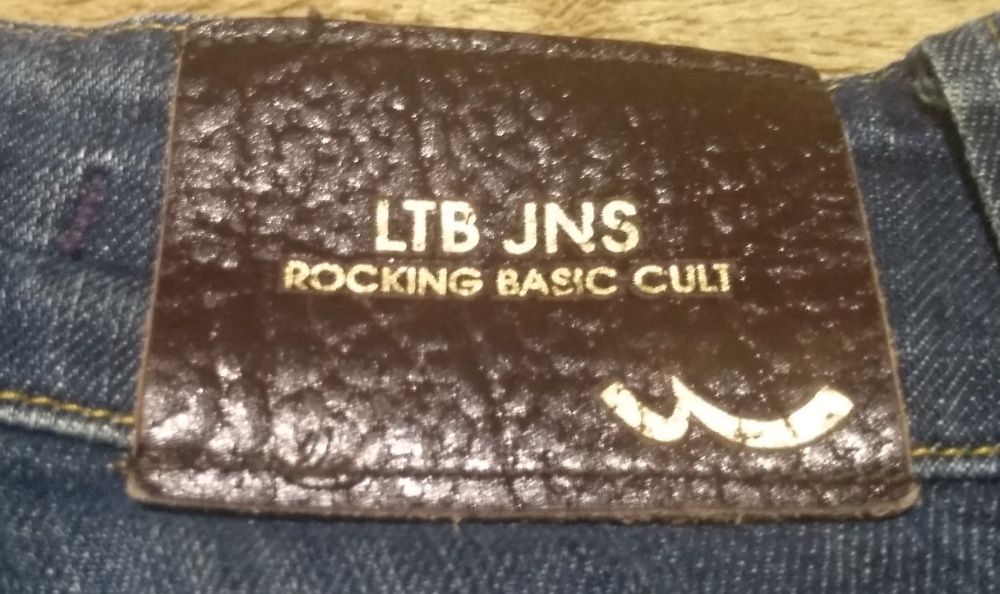 LTB JNS
ROCKING BASIC CULT